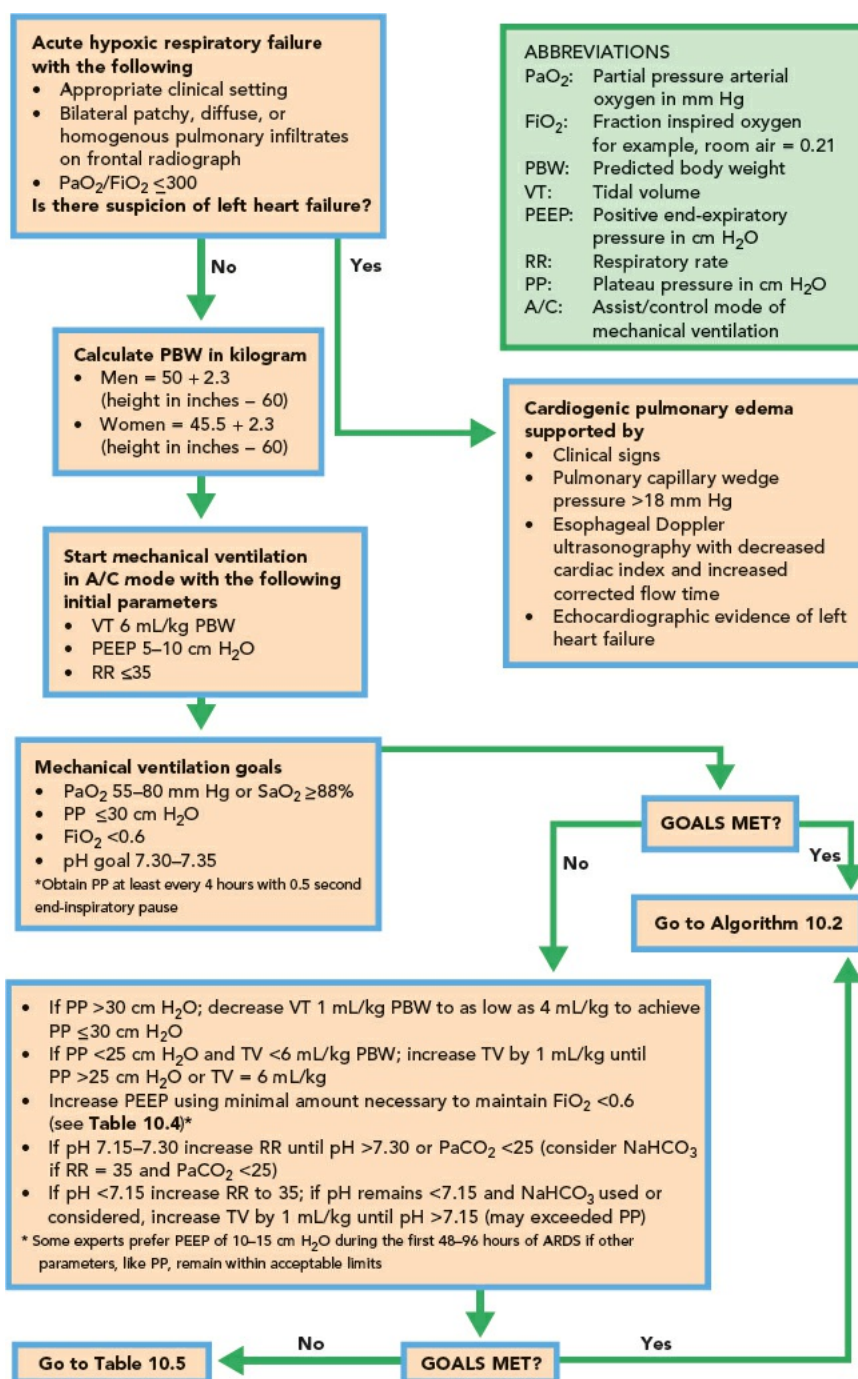 Acute hypoxic respiratory failure
with the following
• Appropriate clinical setting
• Bilateral patchy, diffuse, or
homogenous pulmonary infiltrates
on frontal radiograph
• PaO₂/FiO₂ ≤300
Is there suspicion of left heart failure?
ABBREVIATIONS
PaO₂: Partial pressure arterial
oxygen in mm Hg
FiO₂: Fraction inspired oxygen
for example, room air = 0.21
PBW: Predicted body weight
VT: Tidal volume
PEEP: Positive end-expiratory
pressure in cm H₂O
RR: Respiratory rate
PP: Plateau pressure in cm H₂O
A/C: Assist/control mode of
mechanical ventilation
No
Yes
Calculate PBW in kilogram
• Men = 50 + 2.3
(height in inches – 60)
• Women = 45.5 + 2.3
(height in inches – 60)
Cardiogenic pulmonary edema
supported by
• Clinical signs
• Pulmonary capillary wedge
pressure >18 mm Hg
• Esophageal Doppler
ultrasonography with decreased
cardiac index and increased
corrected flow time
• Echocardiographic evidence of left
heart failure
Start mechanical ventilation
in A/C mode with the following
initial parameters
• VT 6 mL/kg PBW
• PEEP 5–10 cm H₂O
• RR ≤35
Mechanical ventilation goals
• PaO₂ 55–80 mm Hg or SaO₂ ≥88%
• PP ≤30 cm H₂O
• FiO₂ <0.6
• pH goal 7.30–7.35
*Obtain PP at least every 4 hours with 0.5 second
end-inspiratory pause
GOALS MET?
No
Yes
Go to Algorithm 10.2
• If PP >30 cm H₂O; decrease VT 1 mL/kg PBW to as low as 4 mL/kg to achieve
PP ≤30 cm H₂O
• If PP <25 cm H₂O and TV <6 mL/kg PBW; increase TV by 1 mL/kg until
PP >25 cm H₂O or TV = 6 mL/kg
• Increase PEEP using minimal amount necessary to maintain FiO₂ <0.6
(see Table 10.4)*
• If pH 7.15–7.30 increase RR until pH >7.30 or PaCO₂ <25 (consider NaHCO₃
if RR = 35 and PaCO₂ <25)
• If pH <7.15 increase RR to 35; if pH remains <7.15 and NaHCO₃ used or
considered, increase TV by 1 mL/kg until pH >7.15 (may exceeded PP)
* Some experts prefer PEEP of 10–15 cm H₂O during the first 48–96 hours of ARDS if other
parameters, like PP, remain within acceptable limits
Go to Table 10.5
No
GOALS MET?
Yes